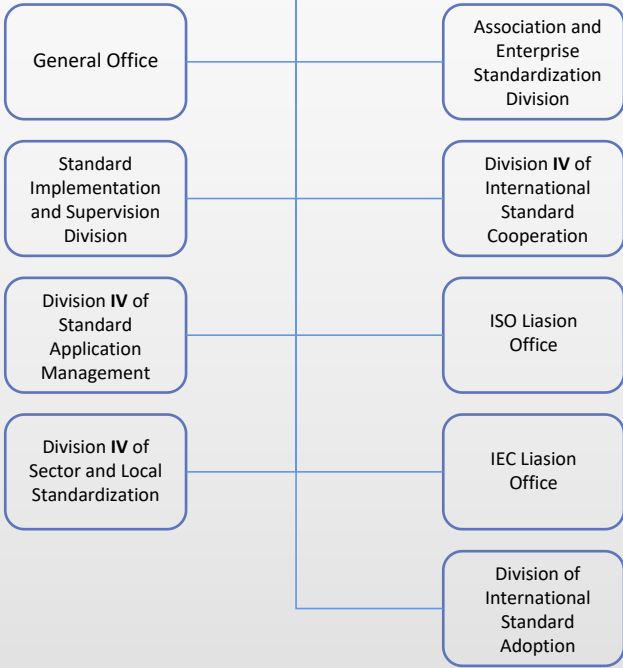 General Office
Association and
Enterprise
Standardization
Division
Standard
Implementation
and Supervision
Division
Division IV of
International
Standard
Cooperation
Division IV of
Standard
Application
Management
ISO Liasion
Office
Division IV of
Sector and Local
Standardization
IEC Liasion
Office
Division of
International
Standard
Adoption